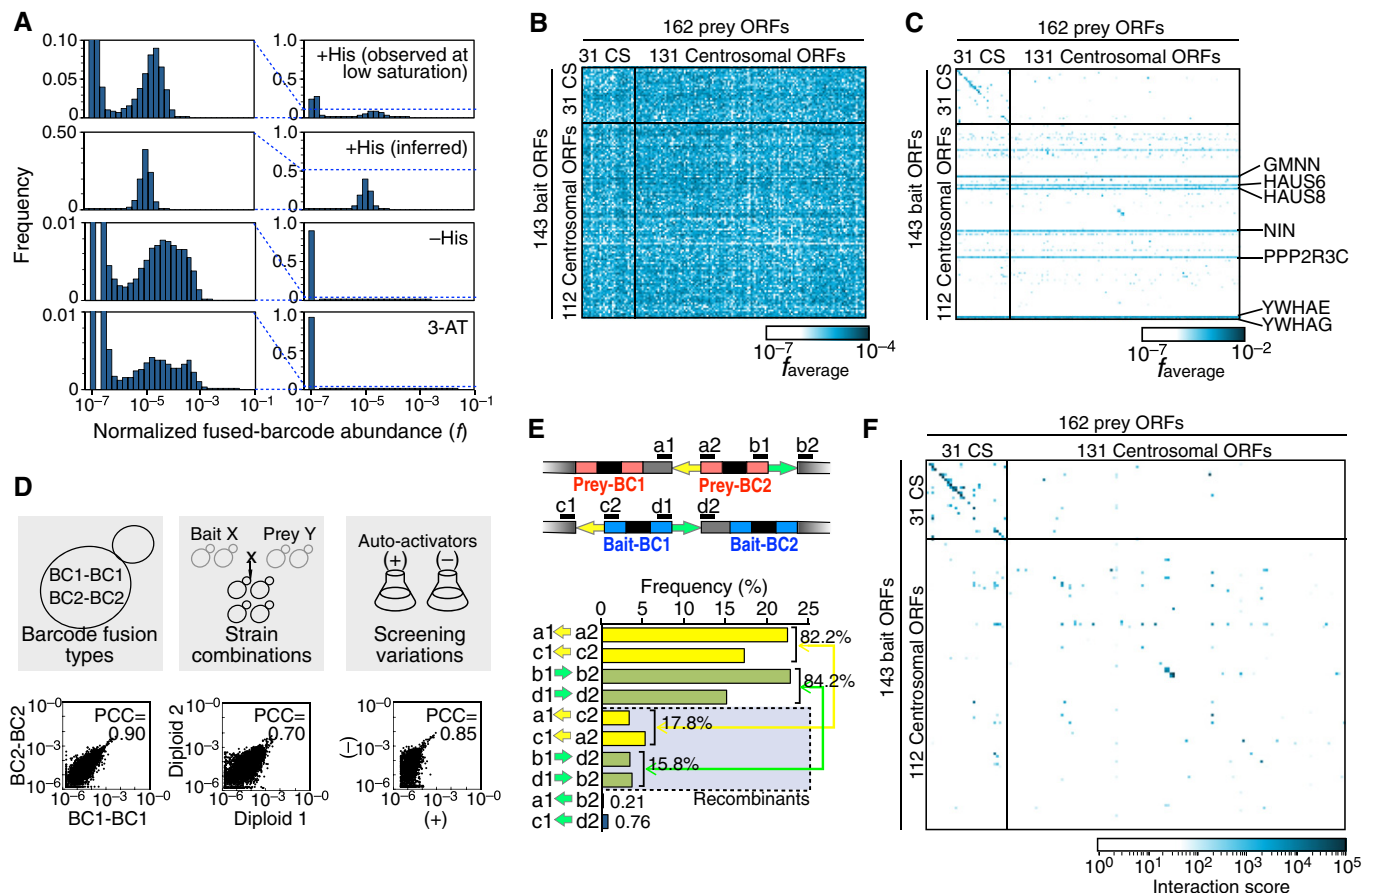 A
Frequency
0.10
0.05
0
1.0
0.5
0
+His (observed at
low saturation)
0.50
0
1.0
0.5
0
+His (inferred)
0.01
0
1.0
0.5
0
–His
0.01
0
1.0
0.5
0
3-AT
10⁻⁷ 10⁻⁵ 10⁻³ 10⁻¹
10⁻⁷ 10⁻⁵ 10⁻³ 10⁻¹
Normalized fused-barcode abundance (f)
B
162 prey ORFs
31 CS 131 Centrosomal ORFs
143 bait ORFs
112 Centrosomal ORFs
31 CS
10⁻⁷ 10⁻⁴
f average
C
162 prey ORFs
31 CS 131 Centrosomal ORFs
143 bait ORFs
112 Centrosomal ORFs
31 CS
GMNN
HAUS6
HAUS8
NIN
PPP2R3C
YWHAE
YWHAG
10⁻⁷ 10⁻²
f average
D
BC1-BC1
BC2-BC2
Barcode fusion
types
Bait X Prey Y
x
Strain
combinations
Auto-activators
(+) (–)
Screening
variations
BC2-BC2
10⁻⁰
10⁻³
10⁻⁶
PCC=
0.90
10⁻⁶ 10⁻³ 10⁻⁰
BC1-BC1
Diploid 2
10⁻⁰
10⁻³
10⁻⁶
PCC=
0.70
10⁻⁶ 10⁻³ 10⁻⁰
Diploid 1
(–)
10⁻⁰
10⁻³
10⁻⁶
PCC=
0.85
10⁻⁶ 10⁻³ 10⁻⁰
(+)
E
a1 a2 b1 b2
Prey-BC1 Prey-BC2
c1 c2 d1 d2
Bait-BC1 Bait-BC2
Frequency (%)
0 5 10 15 20 25
a1 a2
c1 c2
82.2%
b1 b2
d1 d2
84.2%
a1 c2
c1 a2
17.8%
b1 d2
d1 b2
15.8%
Recombinants
a1 b2 0.21
c1 d2 0.76
F
162 prey ORFs
31 CS 131 Centrosomal ORFs
143 bait ORFs
112 Centrosomal ORFs
31 CS
10⁰ 10¹ 10² 10³ 10⁴ 10⁵
Interaction score